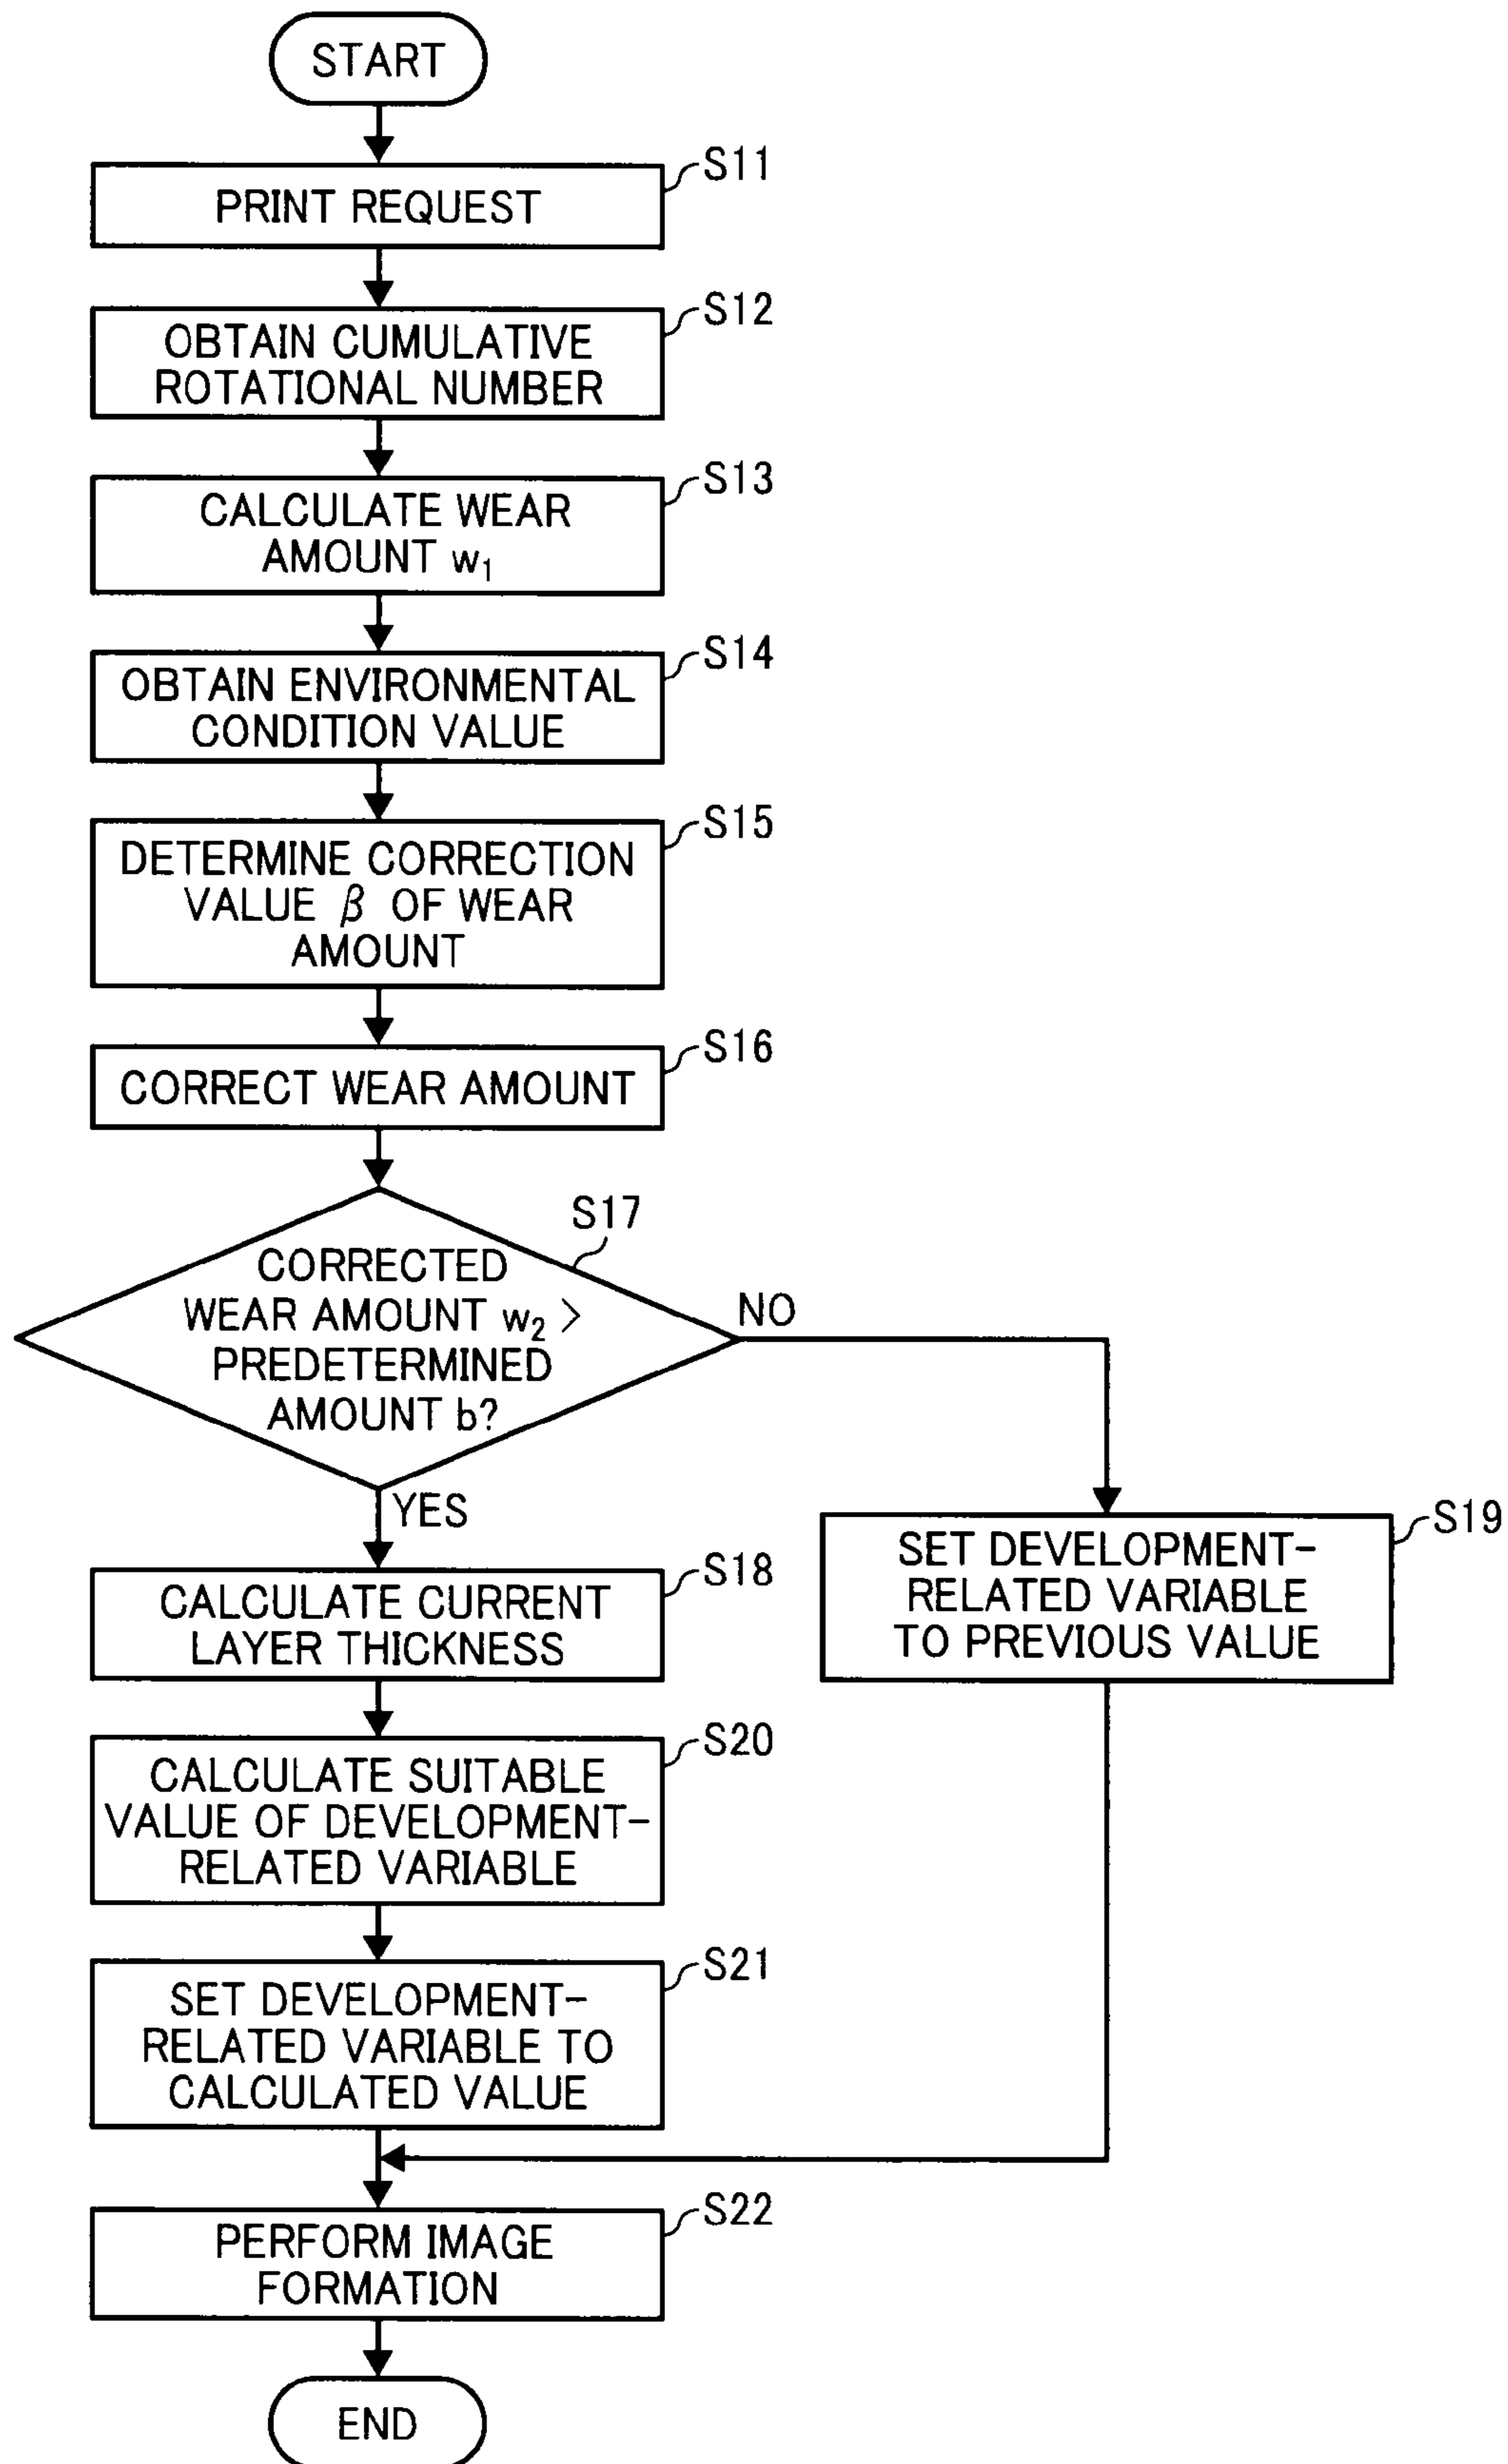 START
S11
PRINT REQUEST
S12
OBTAIN CUMULATIVE
ROTATIONAL NUMBER
S13
CALCULATE WEAR
AMOUNT w₁
S14
OBTAIN ENVIRONMENTAL
CONDITION VALUE
S15
DETERMINE CORRECTION
VALUE β OF WEAR
AMOUNT
S16
CORRECT WEAR AMOUNT
S17
CORRECTED
WEAR AMOUNT w₂ >
PREDETERMINED
AMOUNT b?
NO
YES
S18
CALCULATE CURRENT
LAYER THICKNESS
S19
SET DEVELOPMENT-
RELATED VARIABLE
TO PREVIOUS VALUE
S20
CALCULATE SUITABLE
VALUE OF DEVELOPMENT-
RELATED VARIABLE
S21
SET DEVELOPMENT-
RELATED VARIABLE TO
CALCULATED VALUE
S22
PERFORM IMAGE
FORMATION
END